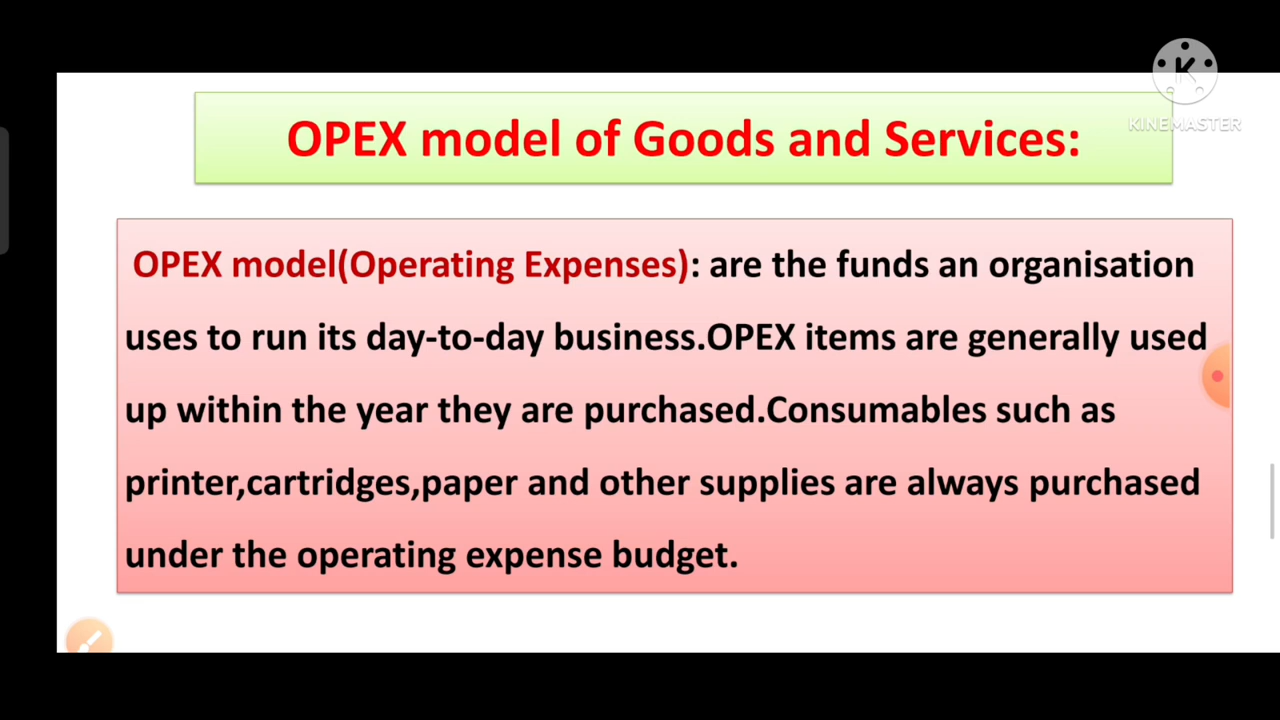 KINEMASTER
OPEX model of Goods and Services:
OPEX model(Operating Expenses): are the funds an organisation
uses to run its day-to-day business.OPEX items are generally used
up within the year they are purchased.Consumables such as
printer,cartridges,paper and other supplies are always purchased
under the operating expense budget.